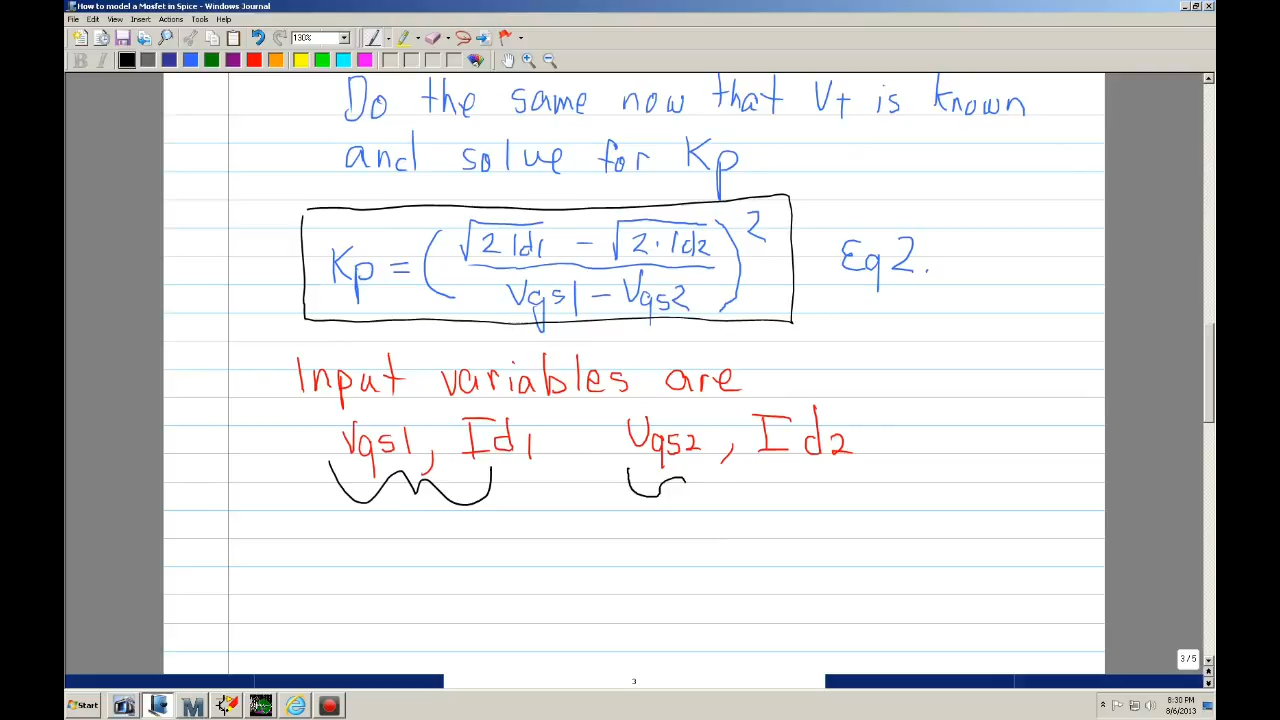 How to model a Mosfet in Spice - Windows Journal
File Edit View Insert Actions Tools Help
130%
Do the same now that Vt is known
and solve for Kp
Kp = (√2 Id1 − √2·Id2 / Vgs1 − Vgs2)² Eq 2.
Input variables are
Vgs1, Id1 Vgs2, Id2
3/5
3
Start
8:30 PM
8/6/2013